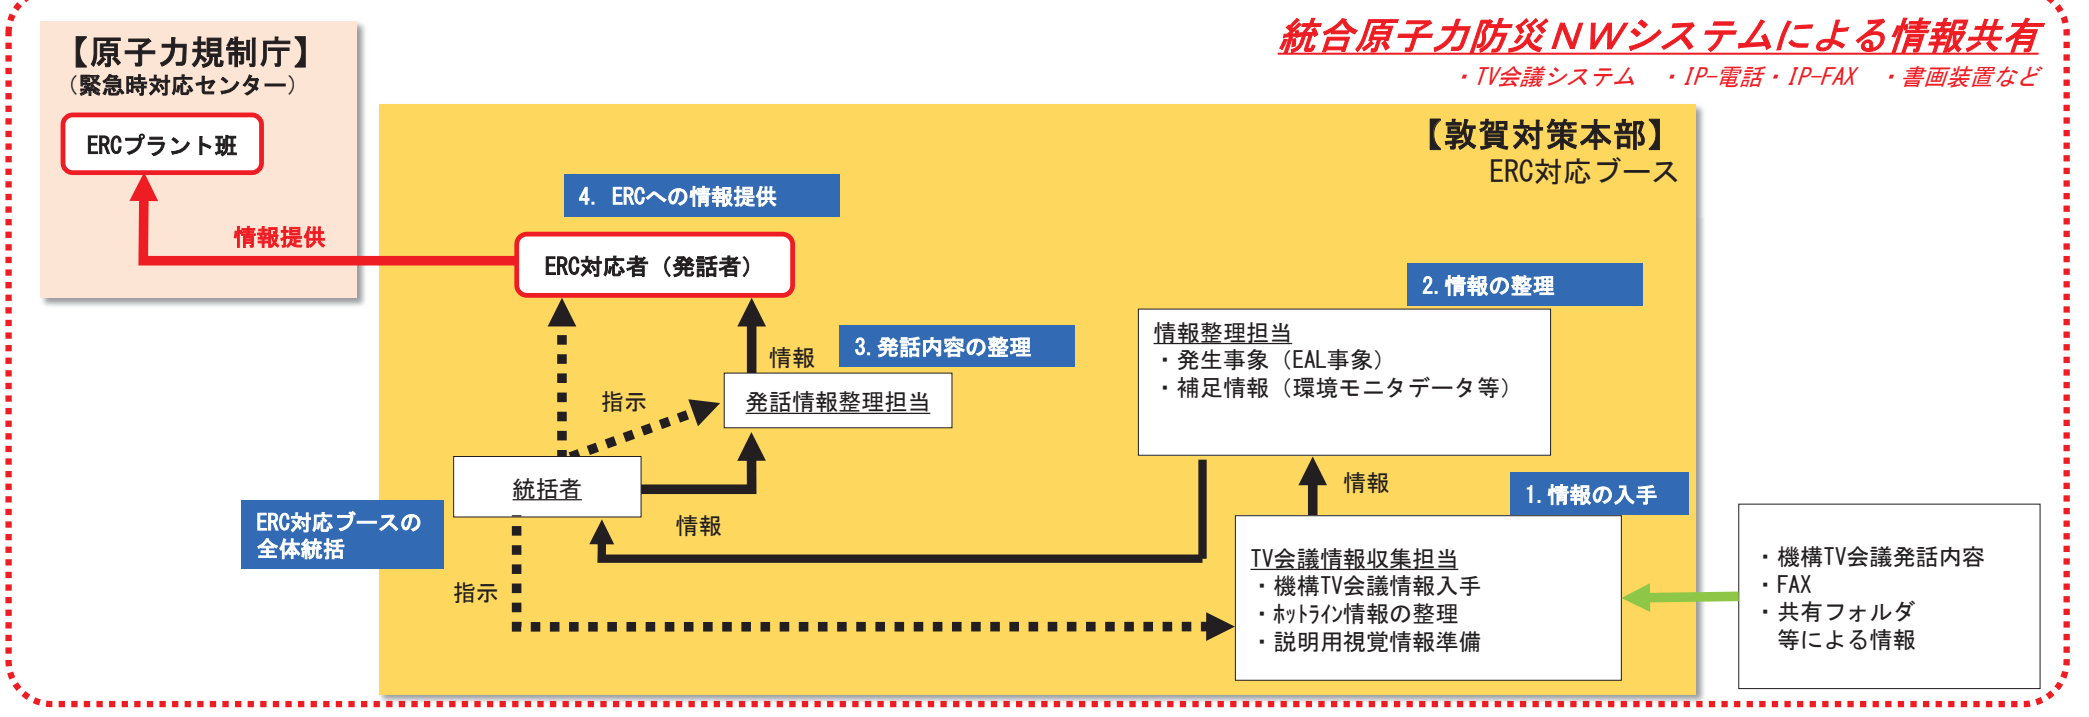 統合原子力防災NWシステムによる情報共有
・TV会議システム　・IP-電話・IP-FAX　・書画装置など
【原子力規制庁】
（緊急時対応センター）
ERCプラント班
情報提供
【敦賀対策本部】
ERC対応ブース
4. ERCへの情報提供
ERC対応者（発話者）
2.情報の整理
情報整理担当
・発生事象（EAL事象）
・補足情報（環境モニタデータ等）
3.発話内容の整理
情報
発話情報整理担当
指示
統括者
情報
ERC対応ブースの
全体統括
指示
情報
1.情報の入手
TV会議情報収集担当
・機構TV会議情報入手
・ﾎｯﾄﾗｲﾝ情報の整理
・説明用視覚情報準備
・機構TV会議発話内容
・FAX
・共有フォルダ
等による情報